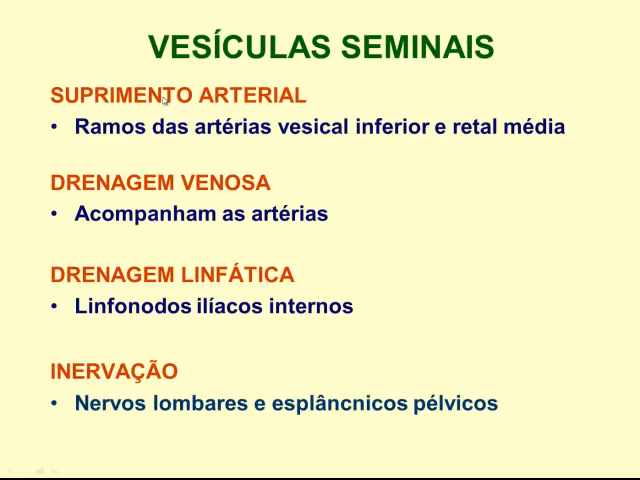 VESÍCULAS SEMINAIS
SUPRIMENTO ARTERIAL
• Ramos das artérias vesical inferior e retal média
DRENAGEM VENOSA
• Acompanham as artérias
DRENAGEM LINFÁTICA
• Linfonodos ilíacos internos
INERVAÇÃO
• Nervos lombares e esplâncnicos pélvicos